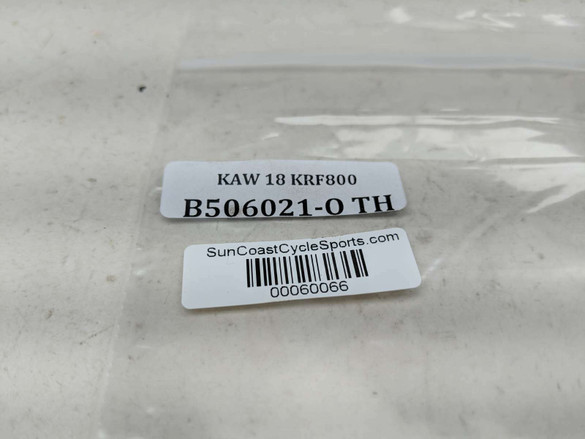 KAW 18 KRF800
B506021-O TH
SunCoastCycleSports.com
00060066